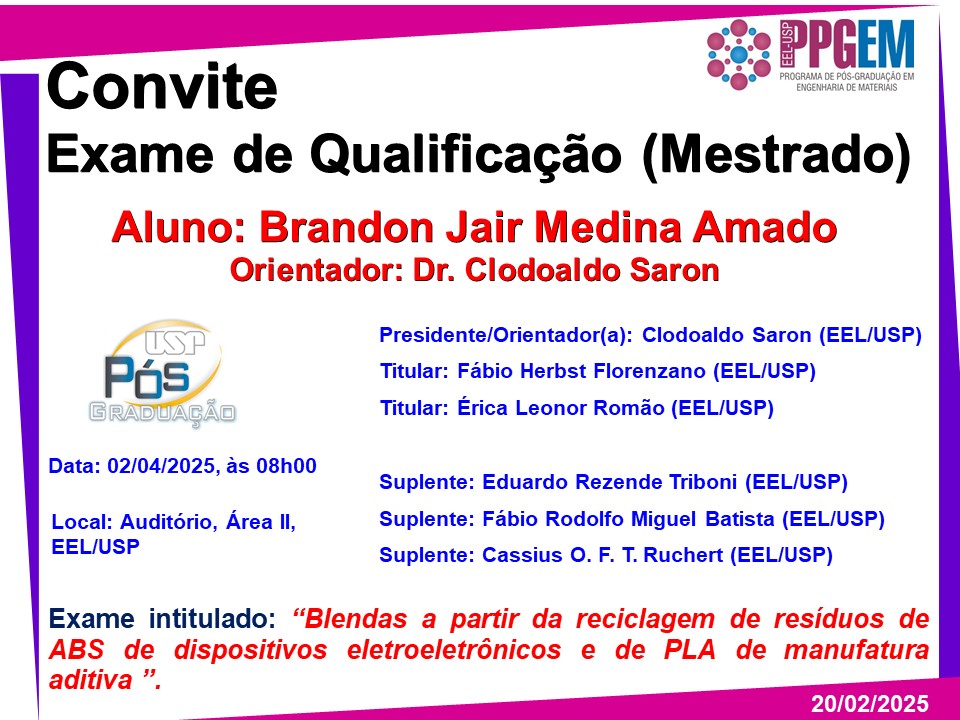 EEL-USP
PPGEM
PROGRAMA DE PÓS-GRADUAÇÃO EM
ENGENHARIA DE MATERIAIS
Convite
Exame de Qualificação (Mestrado)
Aluno: Brandon Jair Medina Amado
Orientador: Dr. Clodoaldo Saron
USP
Pós
GRADUAÇÃO
Presidente/Orientador(a): Clodoaldo Saron (EEL/USP)
Titular: Fábio Herbst Florenzano (EEL/USP)
Titular: Érica Leonor Romão (EEL/USP)
Data: 02/04/2025, às 08h00
Local: Auditório, Área II,
EEL/USP
Suplente: Eduardo Rezende Triboni (EEL/USP)
Suplente: Fábio Rodolfo Miguel Batista (EEL/USP)
Suplente: Cassius O. F. T. Ruchert (EEL/USP)
Exame intitulado: “Blendas a partir da reciclagem de resíduos de
ABS de dispositivos eletroeletrônicos e de PLA de manufatura
aditiva ”.
20/02/2025